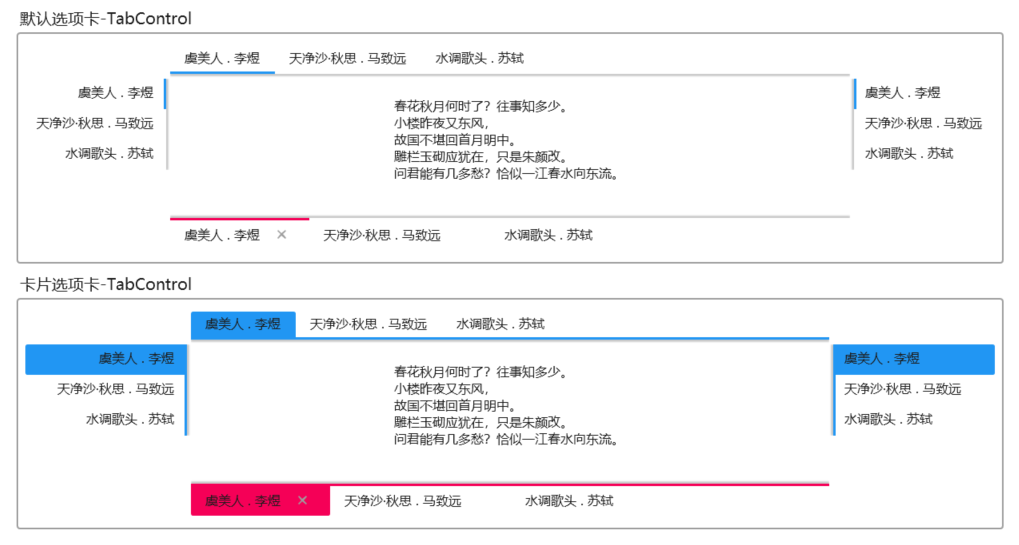 默认选项卡-TabControl
虞美人 . 李煜 天净沙·秋思 . 马致远 水调歌头 . 苏轼
虞美人 . 李煜
天净沙·秋思 . 马致远
水调歌头 . 苏轼
春花秋月何时了？往事知多少。
小楼昨夜又东风，
故国不堪回首月明中。
雕栏玉砌应犹在，只是朱颜改。
问君能有几多愁？恰似一江春水向东流。
虞美人 . 李煜
天净沙·秋思 . 马致远
水调歌头 . 苏轼
虞美人 . 李煜 × 天净沙·秋思 . 马致远 水调歌头 . 苏轼
卡片选项卡-TabControl
虞美人 . 李煜 天净沙·秋思 . 马致远 水调歌头 . 苏轼
虞美人 . 李煜
天净沙·秋思 . 马致远
水调歌头 . 苏轼
春花秋月何时了？往事知多少。
小楼昨夜又东风，
故国不堪回首月明中。
雕栏玉砌应犹在，只是朱颜改。
问君能有几多愁？恰似一江春水向东流。
虞美人 . 李煜
天净沙·秋思 . 马致远
水调歌头 . 苏轼
虞美人 . 李煜 × 天净沙·秋思 . 马致远 水调歌头 . 苏轼